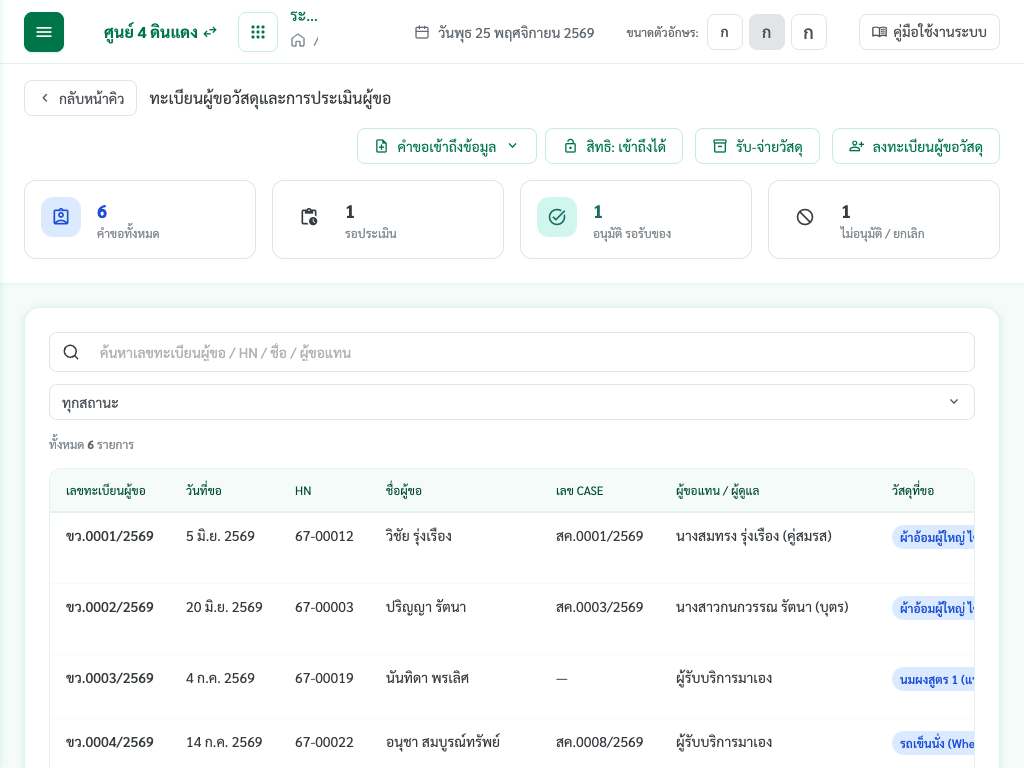 ศูนย์ 4 ดินแดง
ระ...
/
วันพุธ 25 พฤศจิกายน 2569
ขนาดตัวอักษร:
ก
ก
ก
คู่มือใช้งานระบบ
กลับหน้าคิว
ทะเบียนผู้ขอวัสดุและการประเมินผู้ขอ
คำขอเข้าถึงข้อมูล
สิทธิ: เข้าถึงได้
รับ-จ่ายวัสดุ
ลงทะเบียนผู้ขอวัสดุ
6
คำขอทั้งหมด
1
รอประเมิน
1
อนุมัติ รอรับของ
1
ไม่อนุมัติ / ยกเลิก
ค้นหาเลขทะเบียนผู้ขอ / HN / ชื่อ / ผู้ขอแทน
ทุกสถานะ
ทั้งหมด 6 รายการ
เลขทะเบียนผู้ขอ วันที่ขอ HN ชื่อผู้ขอ เลข CASE ผู้ขอแทน / ผู้ดูแล วัสดุที่ขอ
ขว.0001/2569 5 มิ.ย. 2569 67-00012 วิชัย รุ่งเรือง สค.0001/2569 นางสมทรง รุ่งเรือง (คู่สมรส) ผ้าอ้อมผู้ใหญ่
ขว.0002/2569 20 มิ.ย. 2569 67-00003 ปริญญา รัตนา สค.0003/2569 นางสาวกนกวรรณ รัตนา (บุตร) ผ้าอ้อมผู้ใหญ่
ขว.0003/2569 4 ก.ค. 2569 67-00019 นันทิดา พรเลิศ — ผู้รับบริการมาเอง นมผงสูตร 1
ขว.0004/2569 14 ก.ค. 2569 67-00022 อนุชา สมบูรณ์ทรัพย์ สค.0008/2569 ผู้รับบริการมาเอง รถเข็นนั่ง (Whe